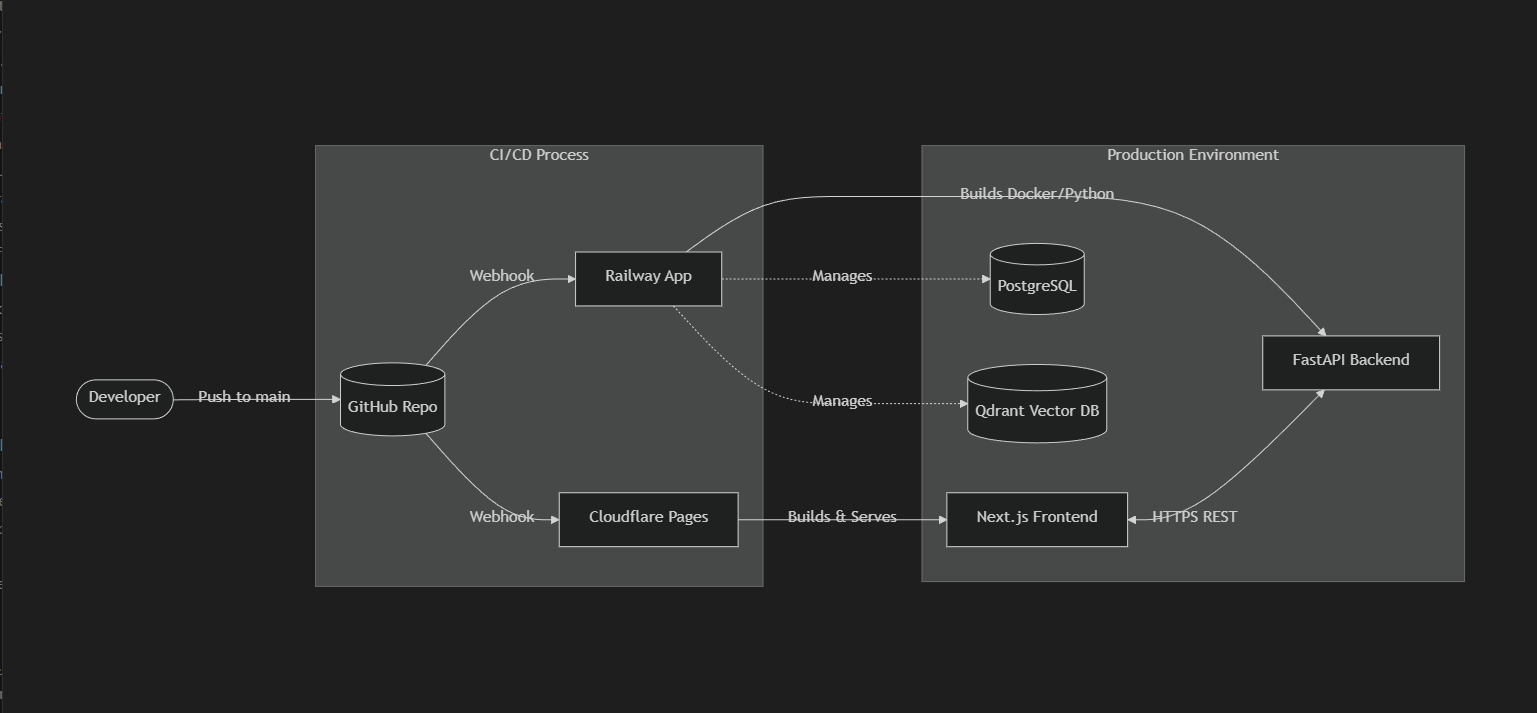 CI/CD Process
Production Environment
Builds Docker/Python
Webhook
Railway App
Manages
PostgreSQL
FastAPI Backend
Developer
Push to main
GitHub Repo
Manages
Qdrant Vector DB
Webhook
Cloudflare Pages
Builds & Serves
Next.js Frontend
HTTPS REST